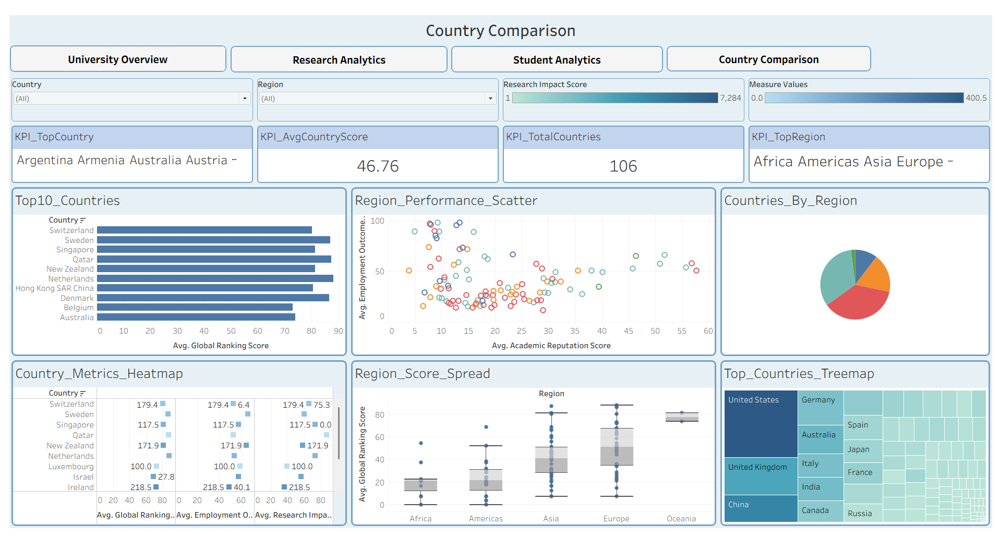 Country Comparison
University Overview
Research Analytics
Student Analytics
Country Comparison
Country
(All)
Region
(All)
Research Impact Score
1
7,284
Measure Values
0.0
400.5
KPI_TopCountry
Argentina Armenia Australia Austria ...
KPI_AvgCountryScore
46.76
KPI_TotalCountries
106
KPI_TopRegion
Africa Americas Asia Europe ...
Top10_Countries
Country
Switzerland
Sweden
Singapore
Qatar
New Zealand
Netherlands
Hong Kong SAR China
Denmark
Belgium
Australia
0 10 20 30 40 50 60 70 80 90
Avg. Global Ranking Score
Region_Performance_Scatter
Avg. Employment Outcome..
100
50
0
0 5 10 15 20 25 30 35 40 45 50 55 60
Avg. Academic Reputation Score
Countries_By_Region
Country_Metrics_Heatmap
Country
Switzerland 179.4 179.4 6.4 179.4 75.3
Sweden
Singapore 117.5 117.5 117.5 0.0
Qatar
New Zealand 171.9 171.9 171.9
Netherlands
Luxembourg 100.0 100.0 100.0
Israel 27.8
Ireland 218.5 218.5 40.1 218.5
0 20 40 60 80 0 20 40 60 0 20 40 60 80
Avg. Global Ranking.. Avg. Employment O.. Avg. Research Impa..
Region_Score_Spread
Region
Avg. Global Ranking Score
80
60
40
20
0
Africa Americas Asia Europe Oceania
Top_Countries_Treemap
United States
United Kingdom
China
Germany
Australia
Italy
India
Canada
Spain
Japan
France
Russia